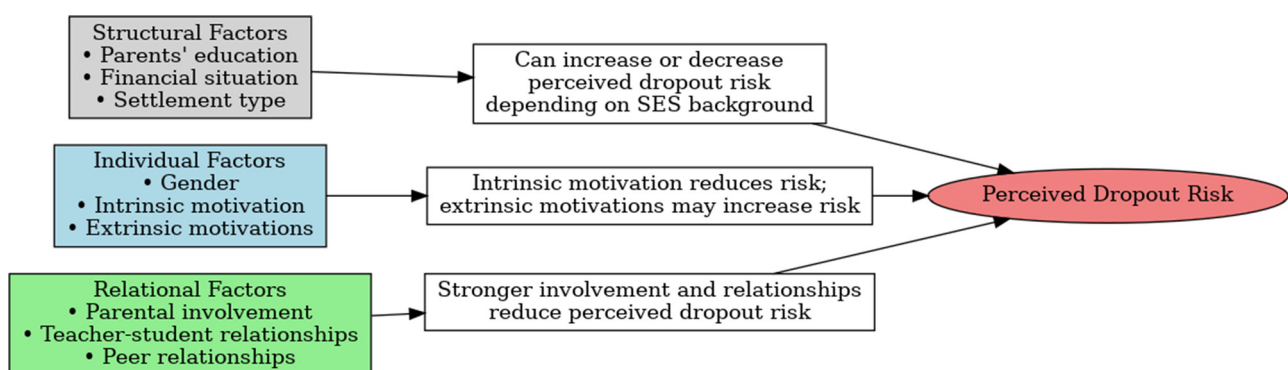 Structural Factors
• Parents' education
• Financial situation
• Settlement type
Can increase or decrease
perceived dropout risk
depending on SES background
Individual Factors
• Gender
• Intrinsic motivation
• Extrinsic motivations
Intrinsic motivation reduces risk;
extrinsic motivations may increase risk
Perceived Dropout Risk
Relational Factors
• Parental involvement
• Teacher-student relationships
• Peer relationships
Stronger involvement and relationships
reduce perceived dropout risk